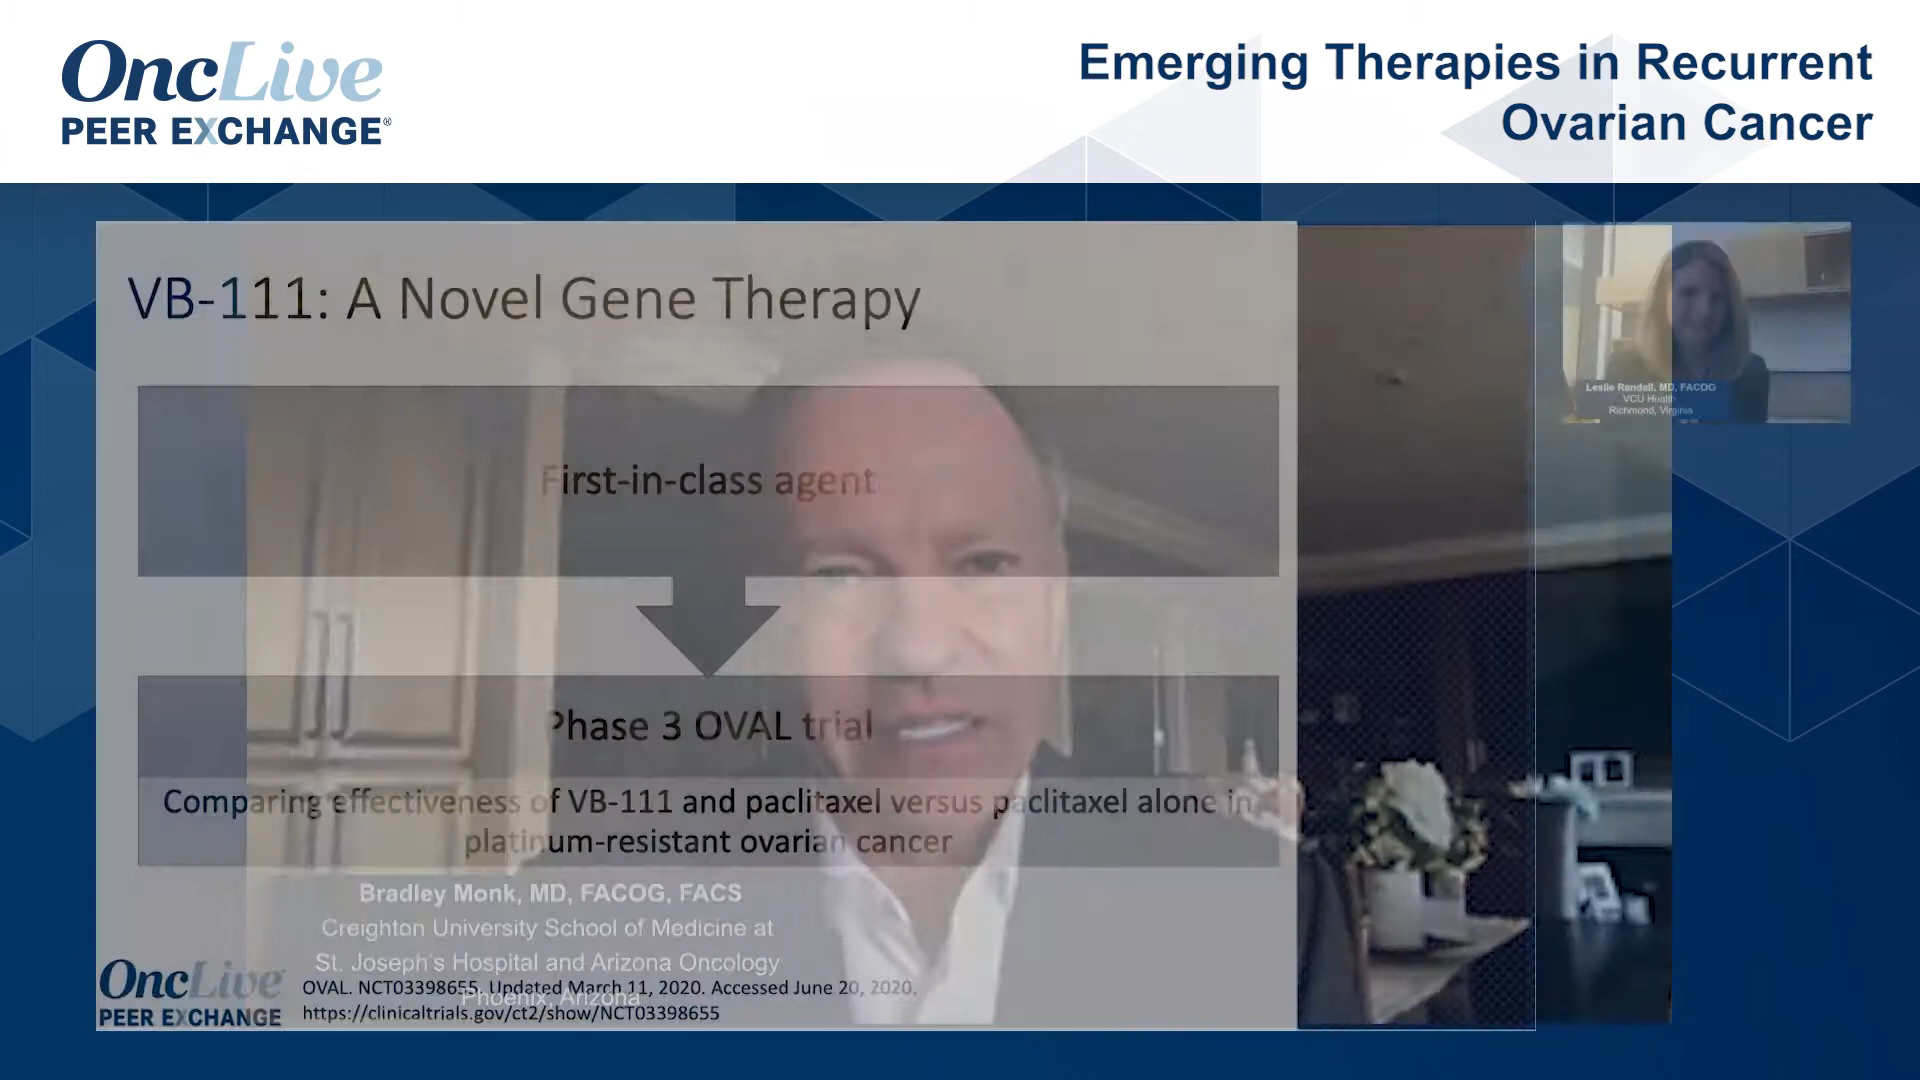 OncLive
PEER EXCHANGE®
Emerging Therapies in Recurrent
Ovarian Cancer
VB-111: A Novel Gene Therapy
First-in-class agent
Phase 3 OVAL trial
Comparing effectiveness of VB-111 and paclitaxel versus paclitaxel alone in
platinum-resistant ovarian cancer
Leslie Randall, MD, FACOG
VCU Health
Richmond, Virginia
Bradley Monk, MD, FACOG, FACS
Creighton University School of Medicine at
St. Joseph's Hospital and Arizona Oncology
Phoenix, Arizona
OncLive
PEER EXCHANGE
OVAL. NCT03398655. Updated March 11, 2020. Accessed June 20, 2020,
https://clinicaltrials.gov/ct2/show/NCT03398655